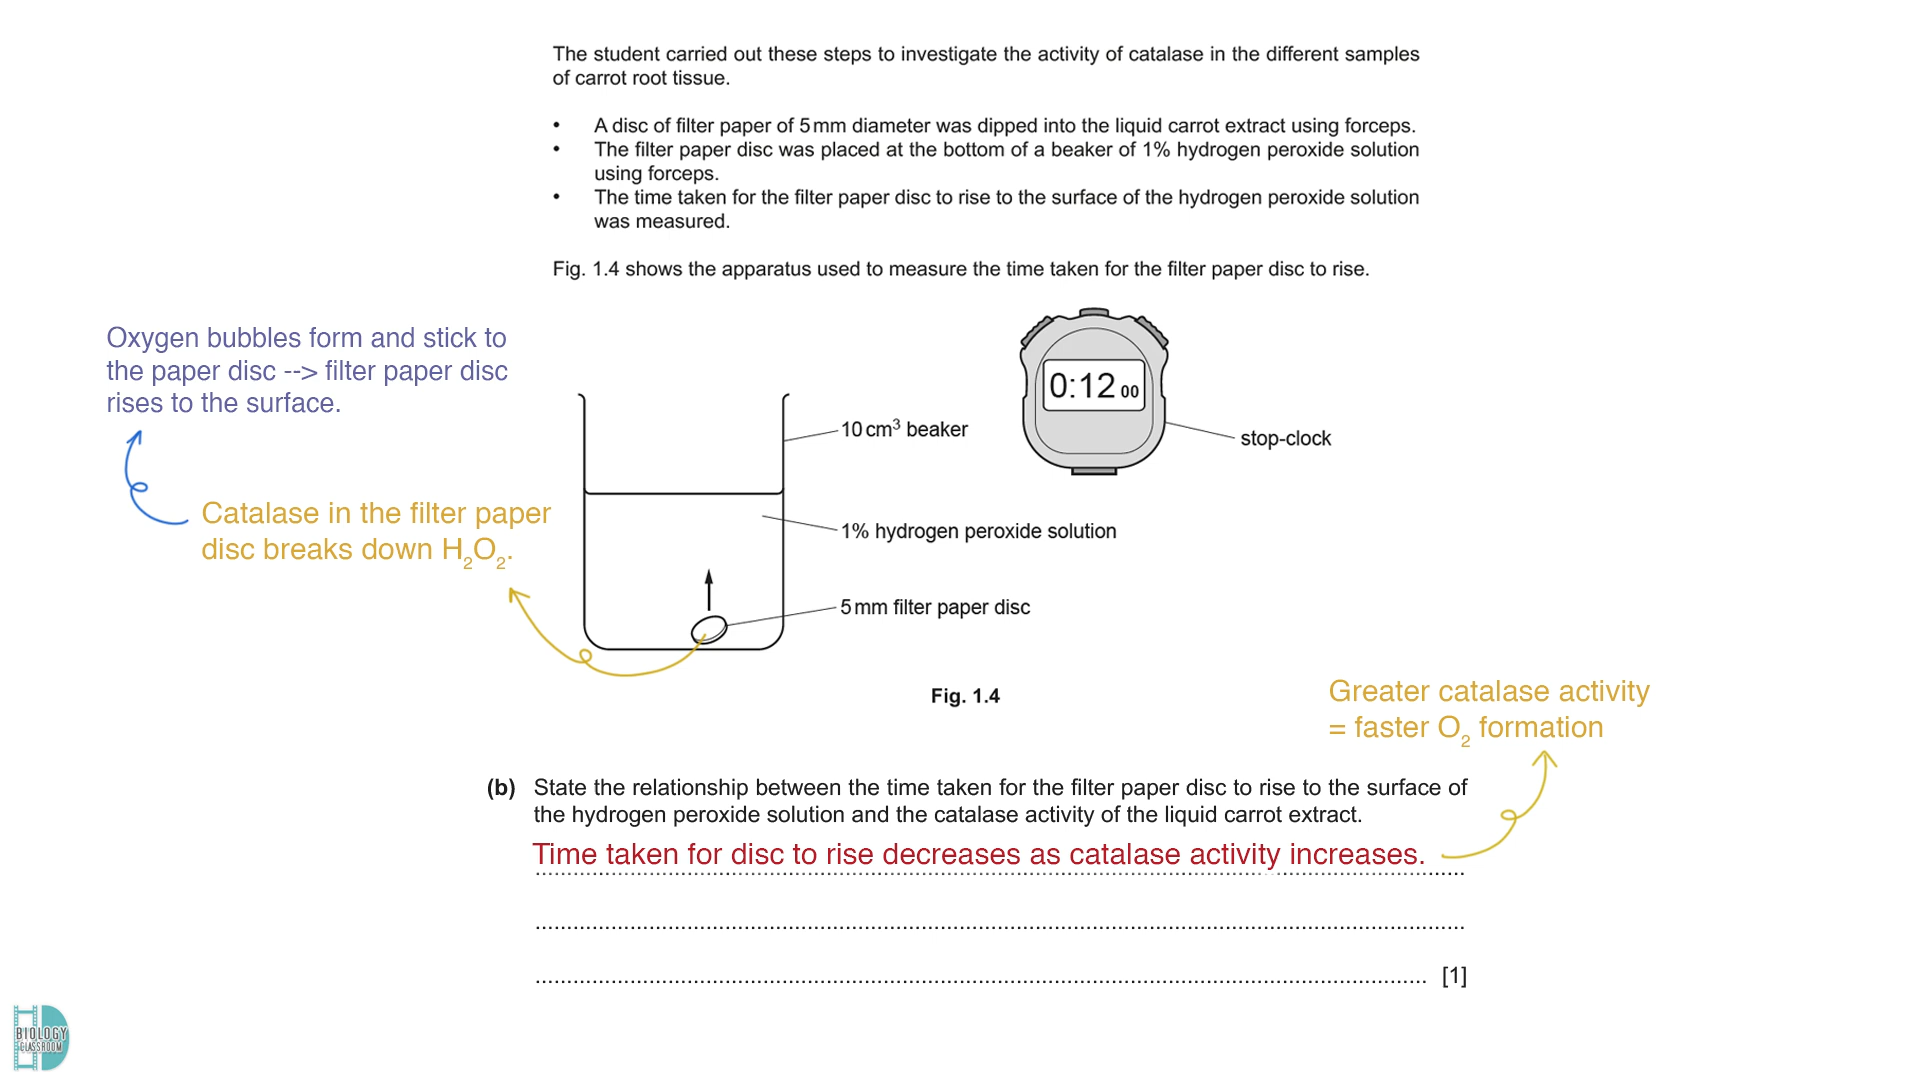 The student carried out these steps to investigate the activity of catalase in the different samples
of carrot root tissue.
• A disc of filter paper of 5 mm diameter was dipped into the liquid carrot extract using forceps.
• The filter paper disc was placed at the bottom of a beaker of 1% hydrogen peroxide solution
using forceps.
• The time taken for the filter paper disc to rise to the surface of the hydrogen peroxide solution
was measured.
Fig. 1.4 shows the apparatus used to measure the time taken for the filter paper disc to rise.
Oxygen bubbles form and stick to
the paper disc --> filter paper disc
rises to the surface.
0:12 00
10 cm³ beaker
stop-clock
Catalase in the filter paper
disc breaks down H₂O₂.
1% hydrogen peroxide solution
5 mm filter paper disc
Fig. 1.4
Greater catalase activity
= faster O₂ formation
(b) State the relationship between the time taken for the filter paper disc to rise to the surface of
the hydrogen peroxide solution and the catalase activity of the liquid carrot extract.
Time taken for disc to rise decreases as catalase activity increases.
[1]
BIOLOGY
CLASSROOM